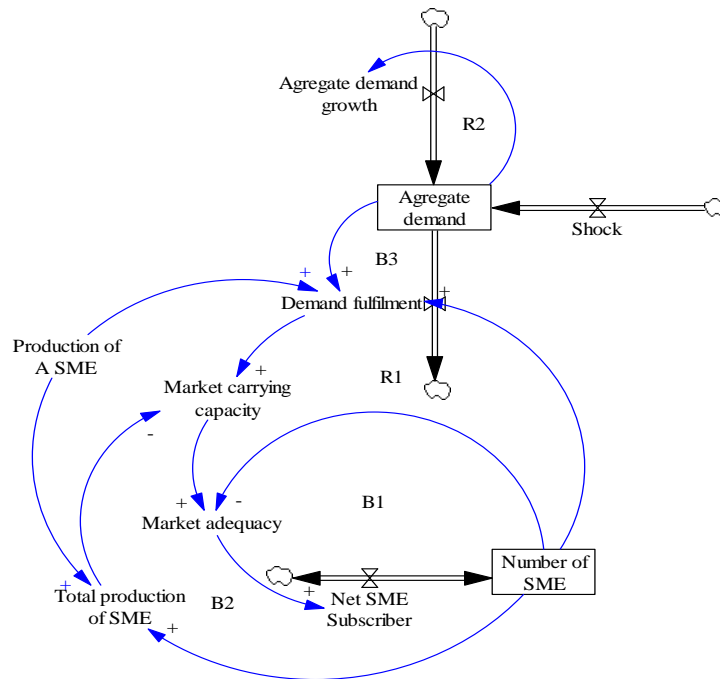 Agregate demand
growth
R2
Agregate
demand
Shock
B3
+
+
+
Demand fulfilment
Production of
A SME
+
R1
Market carrying
capacity
-
+
-
Market adequacy
B1
Number of
SME
+
Total production
of SME
+
B2
+
Net SME
Subscriber